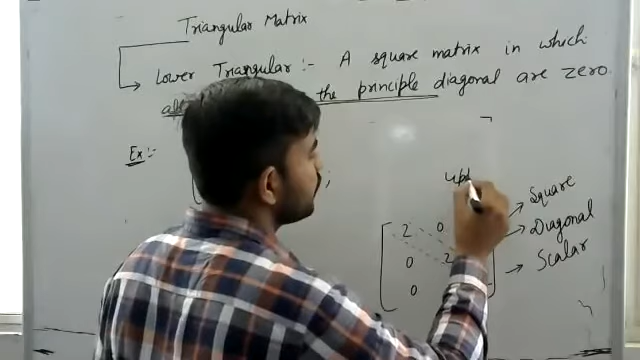 Triangular Matrix
Lower Triangular :- A square matrix in which
the principle diagonal are zero.
Ex :-
upp
2 0
0 2
0
Square
Diagonal
Scalar